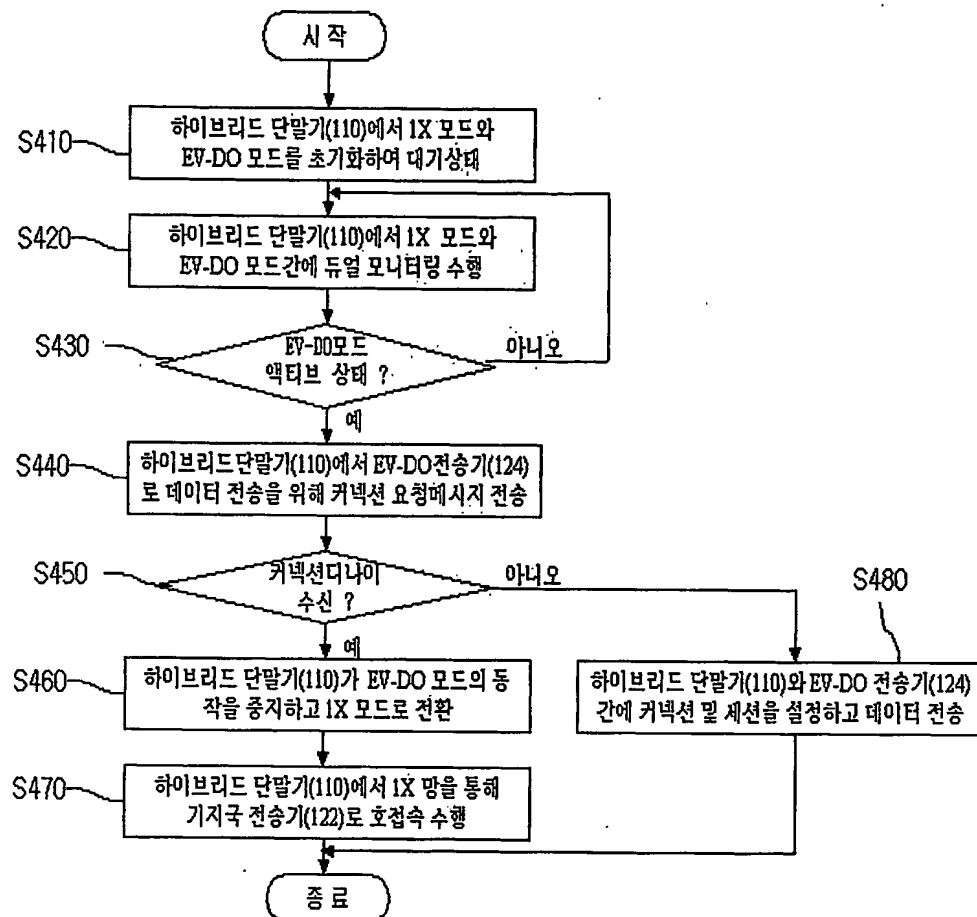 시 작
S410
하이브리드 단말기(110)에서 1X 모드와
EV-DO 모드를 초기화하여 대기상태
S420
하이브리드 단말기(110)에서 1X 모드와
EV-DO 모드간에 듀얼 모니터링 수행
S430
EV-DO모드
액티브 상태 ?
아니오
예
S440
하이브리드단말기(110)에서 EV-DO전송기(124)
로 데이터 전송을 위해 커넥션 요청메시지 전송
S450
커넥션디나이
수신 ?
아니오
예
S480
S460
하이브리드 단말기(110)가 EV-DO 모드의 동
작을 중지하고 1X 모드로 전환
하이브리드 단말기(110)와 EV-DO 전송기(124)
간에 커넥션 및 세션을 설정하고 데이터 전송
S470
하이브리드 단말기(110)에서 1X 망을 통해
기지국 전송기(122)로 호접속 수행
종 료